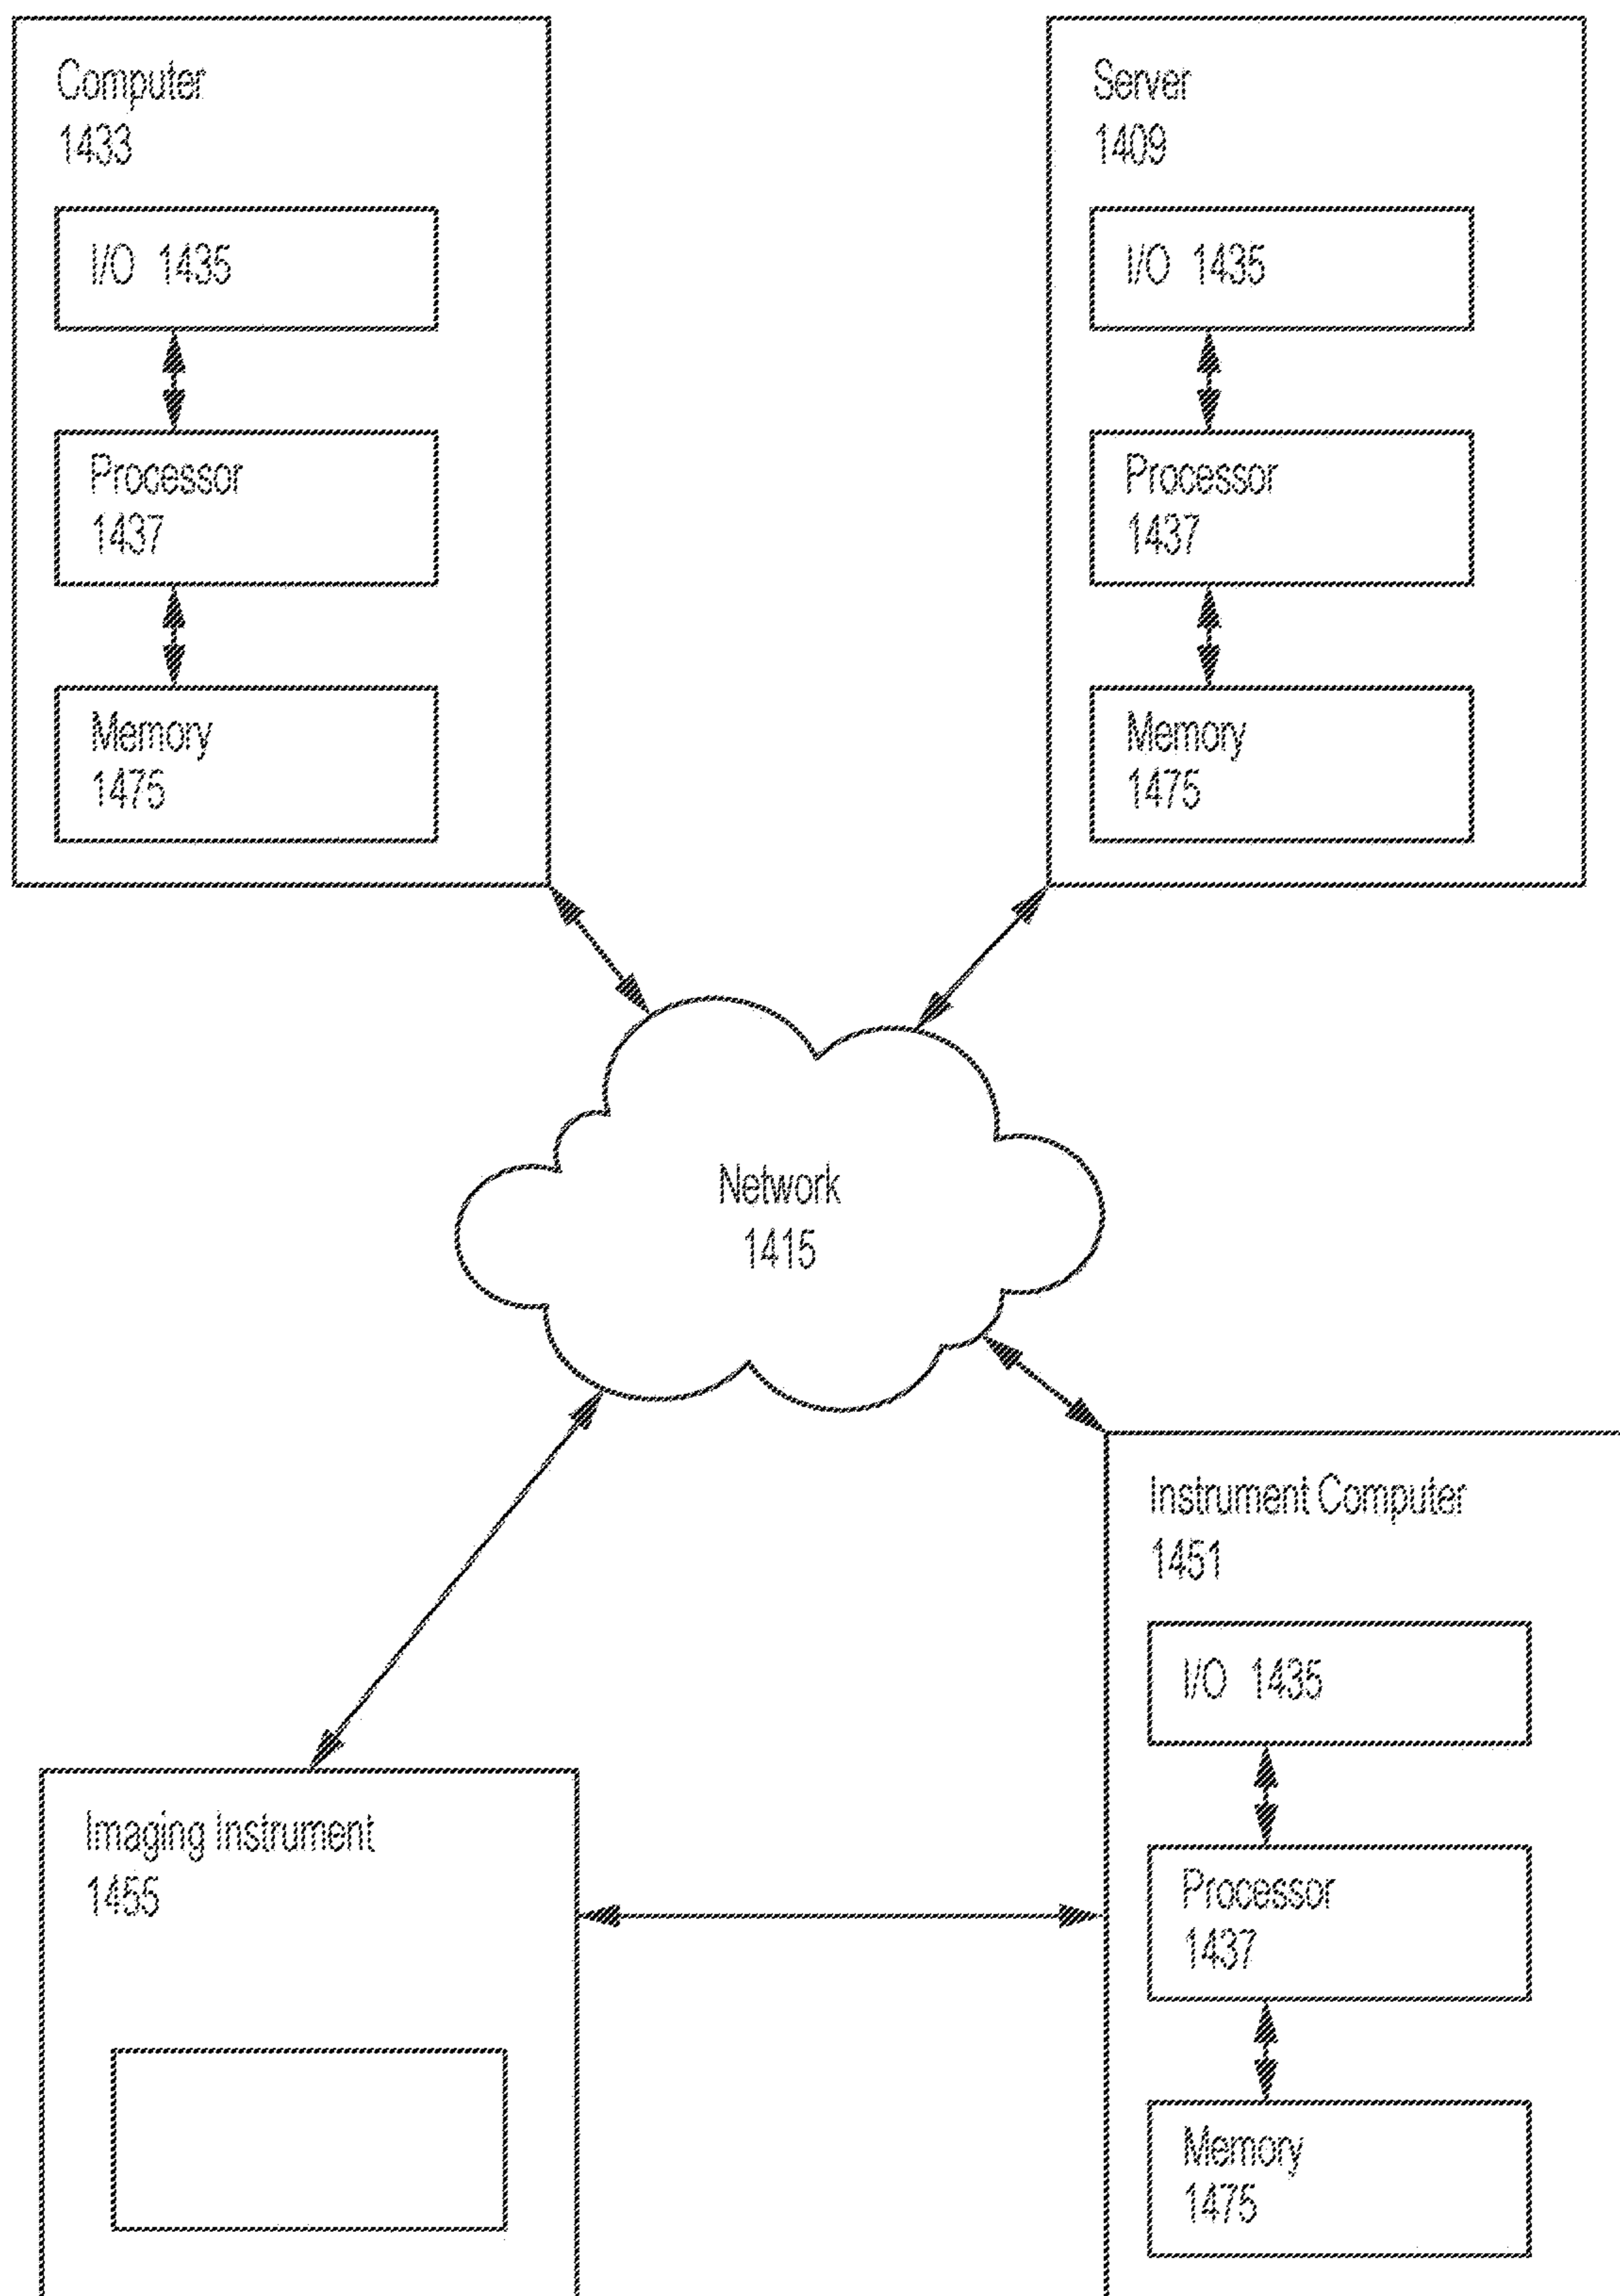 Computer
1433
I/O 1435
Processor
1437
Memory
1475
Server
1409
I/O 1435
Processor
1437
Memory
1475
Network
1415
Imaging Instrument
1455
Instrument Computer
1451
I/O 1435
Processor
1437
Memory
1475